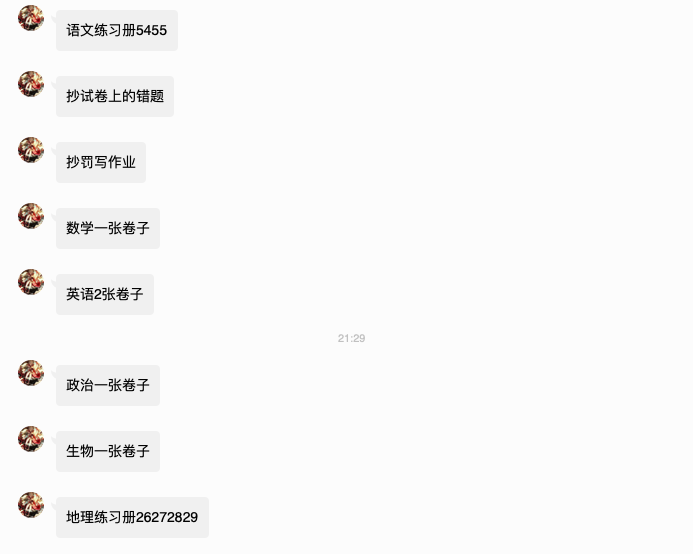 语文练习册5455
抄试卷上的错题
抄罚写作业
数学一张卷子
英语2张卷子
21:29
政治一张卷子
生物一张卷子
地理练习册26272829